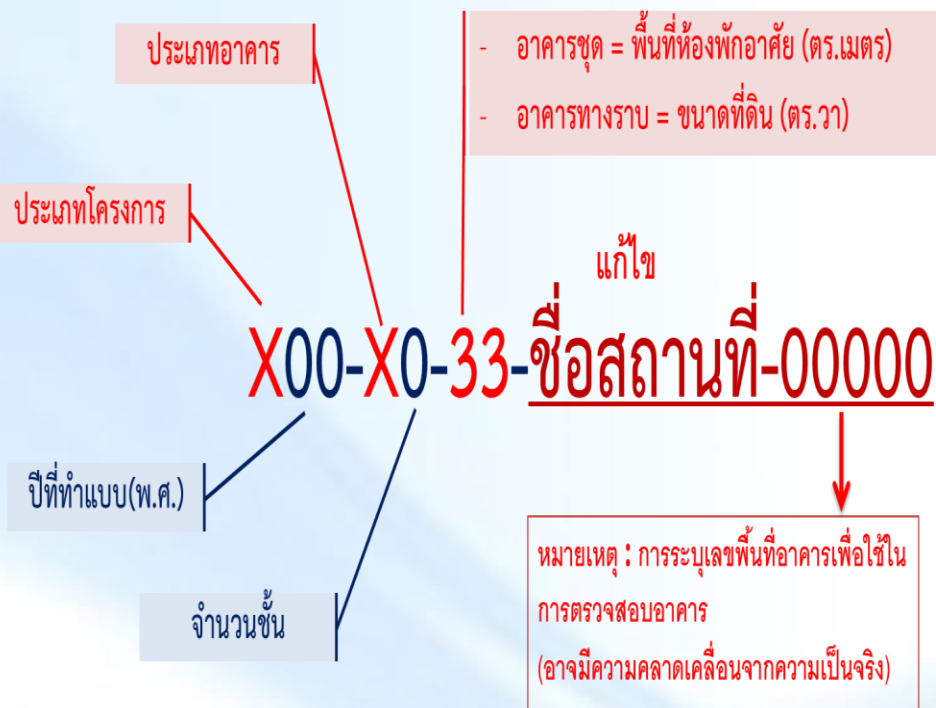 ประเภทอาคาร
- อาคารชุด = พื้นที่ห้องพักอาศัย (ตร.เมตร)
- อาคารทางราบ = ขนาดที่ดิน (ตร.วา)
ประเภทโครงการ
แก้ไข
X00-X0-33-ชื่อสถานที่-00000
ปีที่ทำแบบ(พ.ศ.)
จำนวนชั้น
หมายเหตุ : การระบุเลขพื้นที่อาคารเพื่อใช้ใน
การตรวจสอบอาคาร
(อาจมีความคลาดเคลื่อนจากความเป็นจริง)